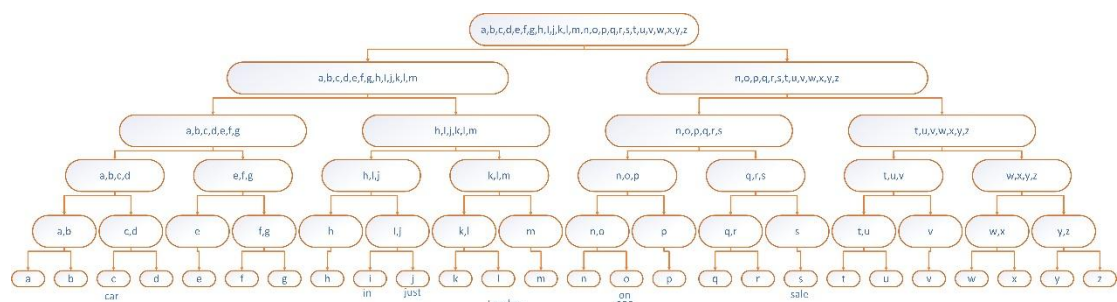 a,b,c,d,e,f,g,h,I,j,k,l,m,n,o,p,q,r,s,t,u,v,w,x,y,z
a,b,c,d,e,f,g,h,I,j,k,l,m n,o,p,q,r,s,t,u,v,w,x,y,z
a,b,c,d,e,f,g h,I,j,k,l,m n,o,p,q,r,s t,u,v,w,x,y,z
a,b,c,d e,f,g h,I,j k,l,m n,o,p q,r,s t,u,v w,x,y,z
a,b c,d e f,g h I,j k,l m n,o p q,r s t,u v w,x y,z
a b c d e f g h i j k l m n o p q r s t u v w x y z
car in just on sale